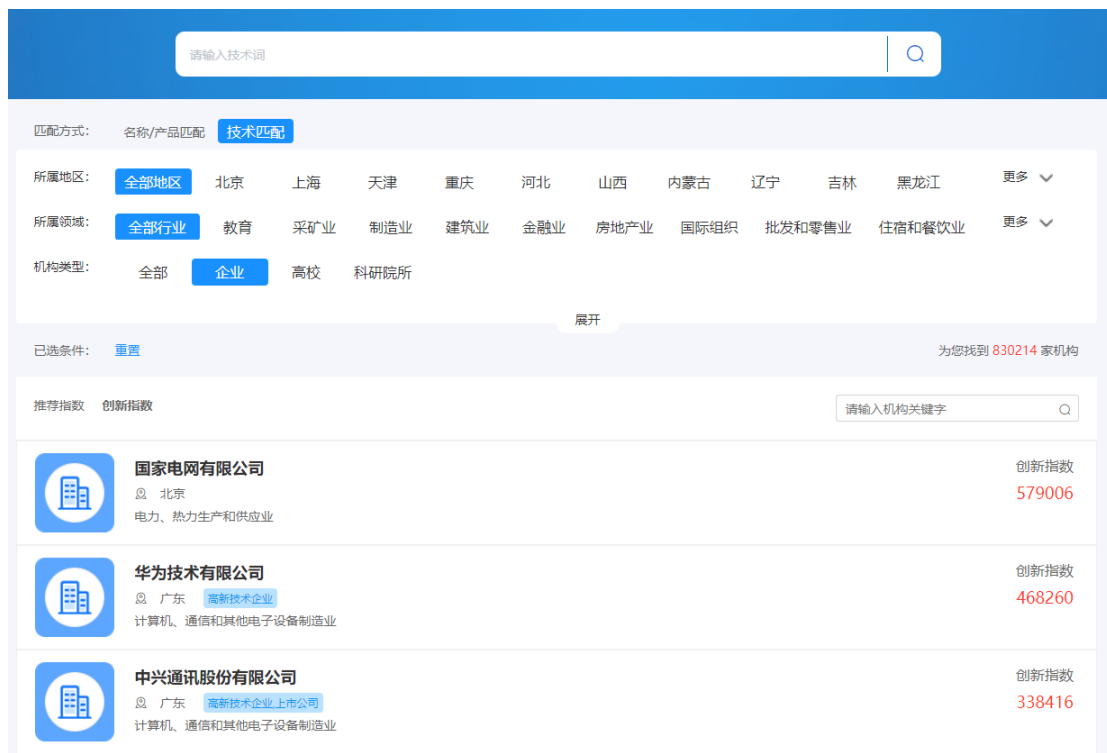 请输入技术词
匹配方式: 名称/产品匹配 技术匹配
所属地区: 全部地区 北京 上海 天津 重庆 河北 山西 内蒙古 辽宁 吉林 黑龙江 更多
所属领域: 全部行业 教育 采矿业 制造业 建筑业 金融业 房地产业 国际组织 批发和零售业 住宿和餐饮业 更多
机构类型: 全部 企业 高校 科研院所
展开
已选条件: 重置 为您找到 830214 家机构
推荐指数 创新指数 请输入机构关键字
国家电网有限公司 创新指数
北京 579006
电力、热力生产和供应业
华为技术有限公司 创新指数
广东 高新技术企业 468260
计算机、通信和其他电子设备制造业
中兴通讯股份有限公司 创新指数
广东 高新技术企业,上市公司 338416
计算机、通信和其他电子设备制造业